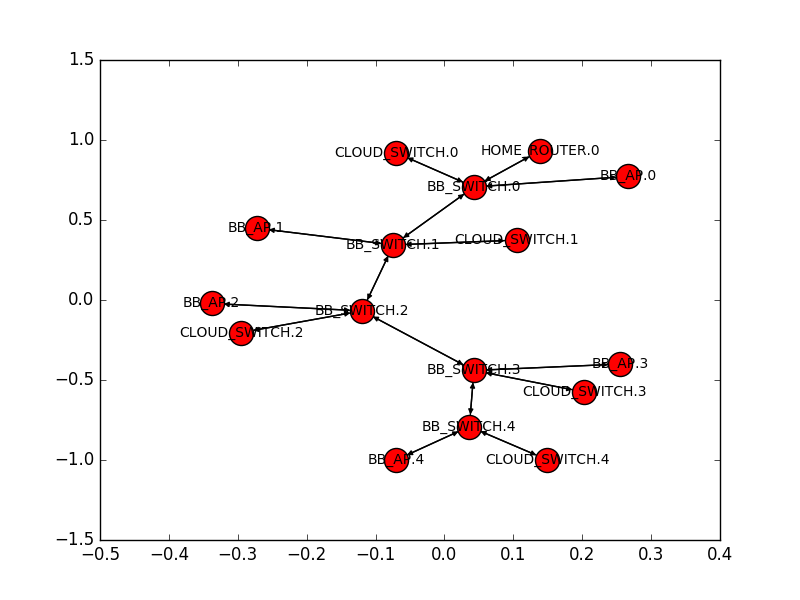 1.5
1.0
0.5
0.0
−0.5
−1.0
−1.5
HOME_ROUTER.0
CLOUD_SWITCH.0
BB_AP.0
BB_SWITCH.0
BB_AP.1
CLOUD_SWITCH.1
BB_SWITCH.1
BB_AP.2
BB_SWITCH.2
CLOUD_SWITCH.2
BB_AP.3
BB_SWITCH.3
CLOUD_SWITCH.3
BB_SWITCH.4
BB_AP.4
CLOUD_SWITCH.4
−0.5 −0.4 −0.3 −0.2 −0.1 0.0 0.1 0.2 0.3 0.4